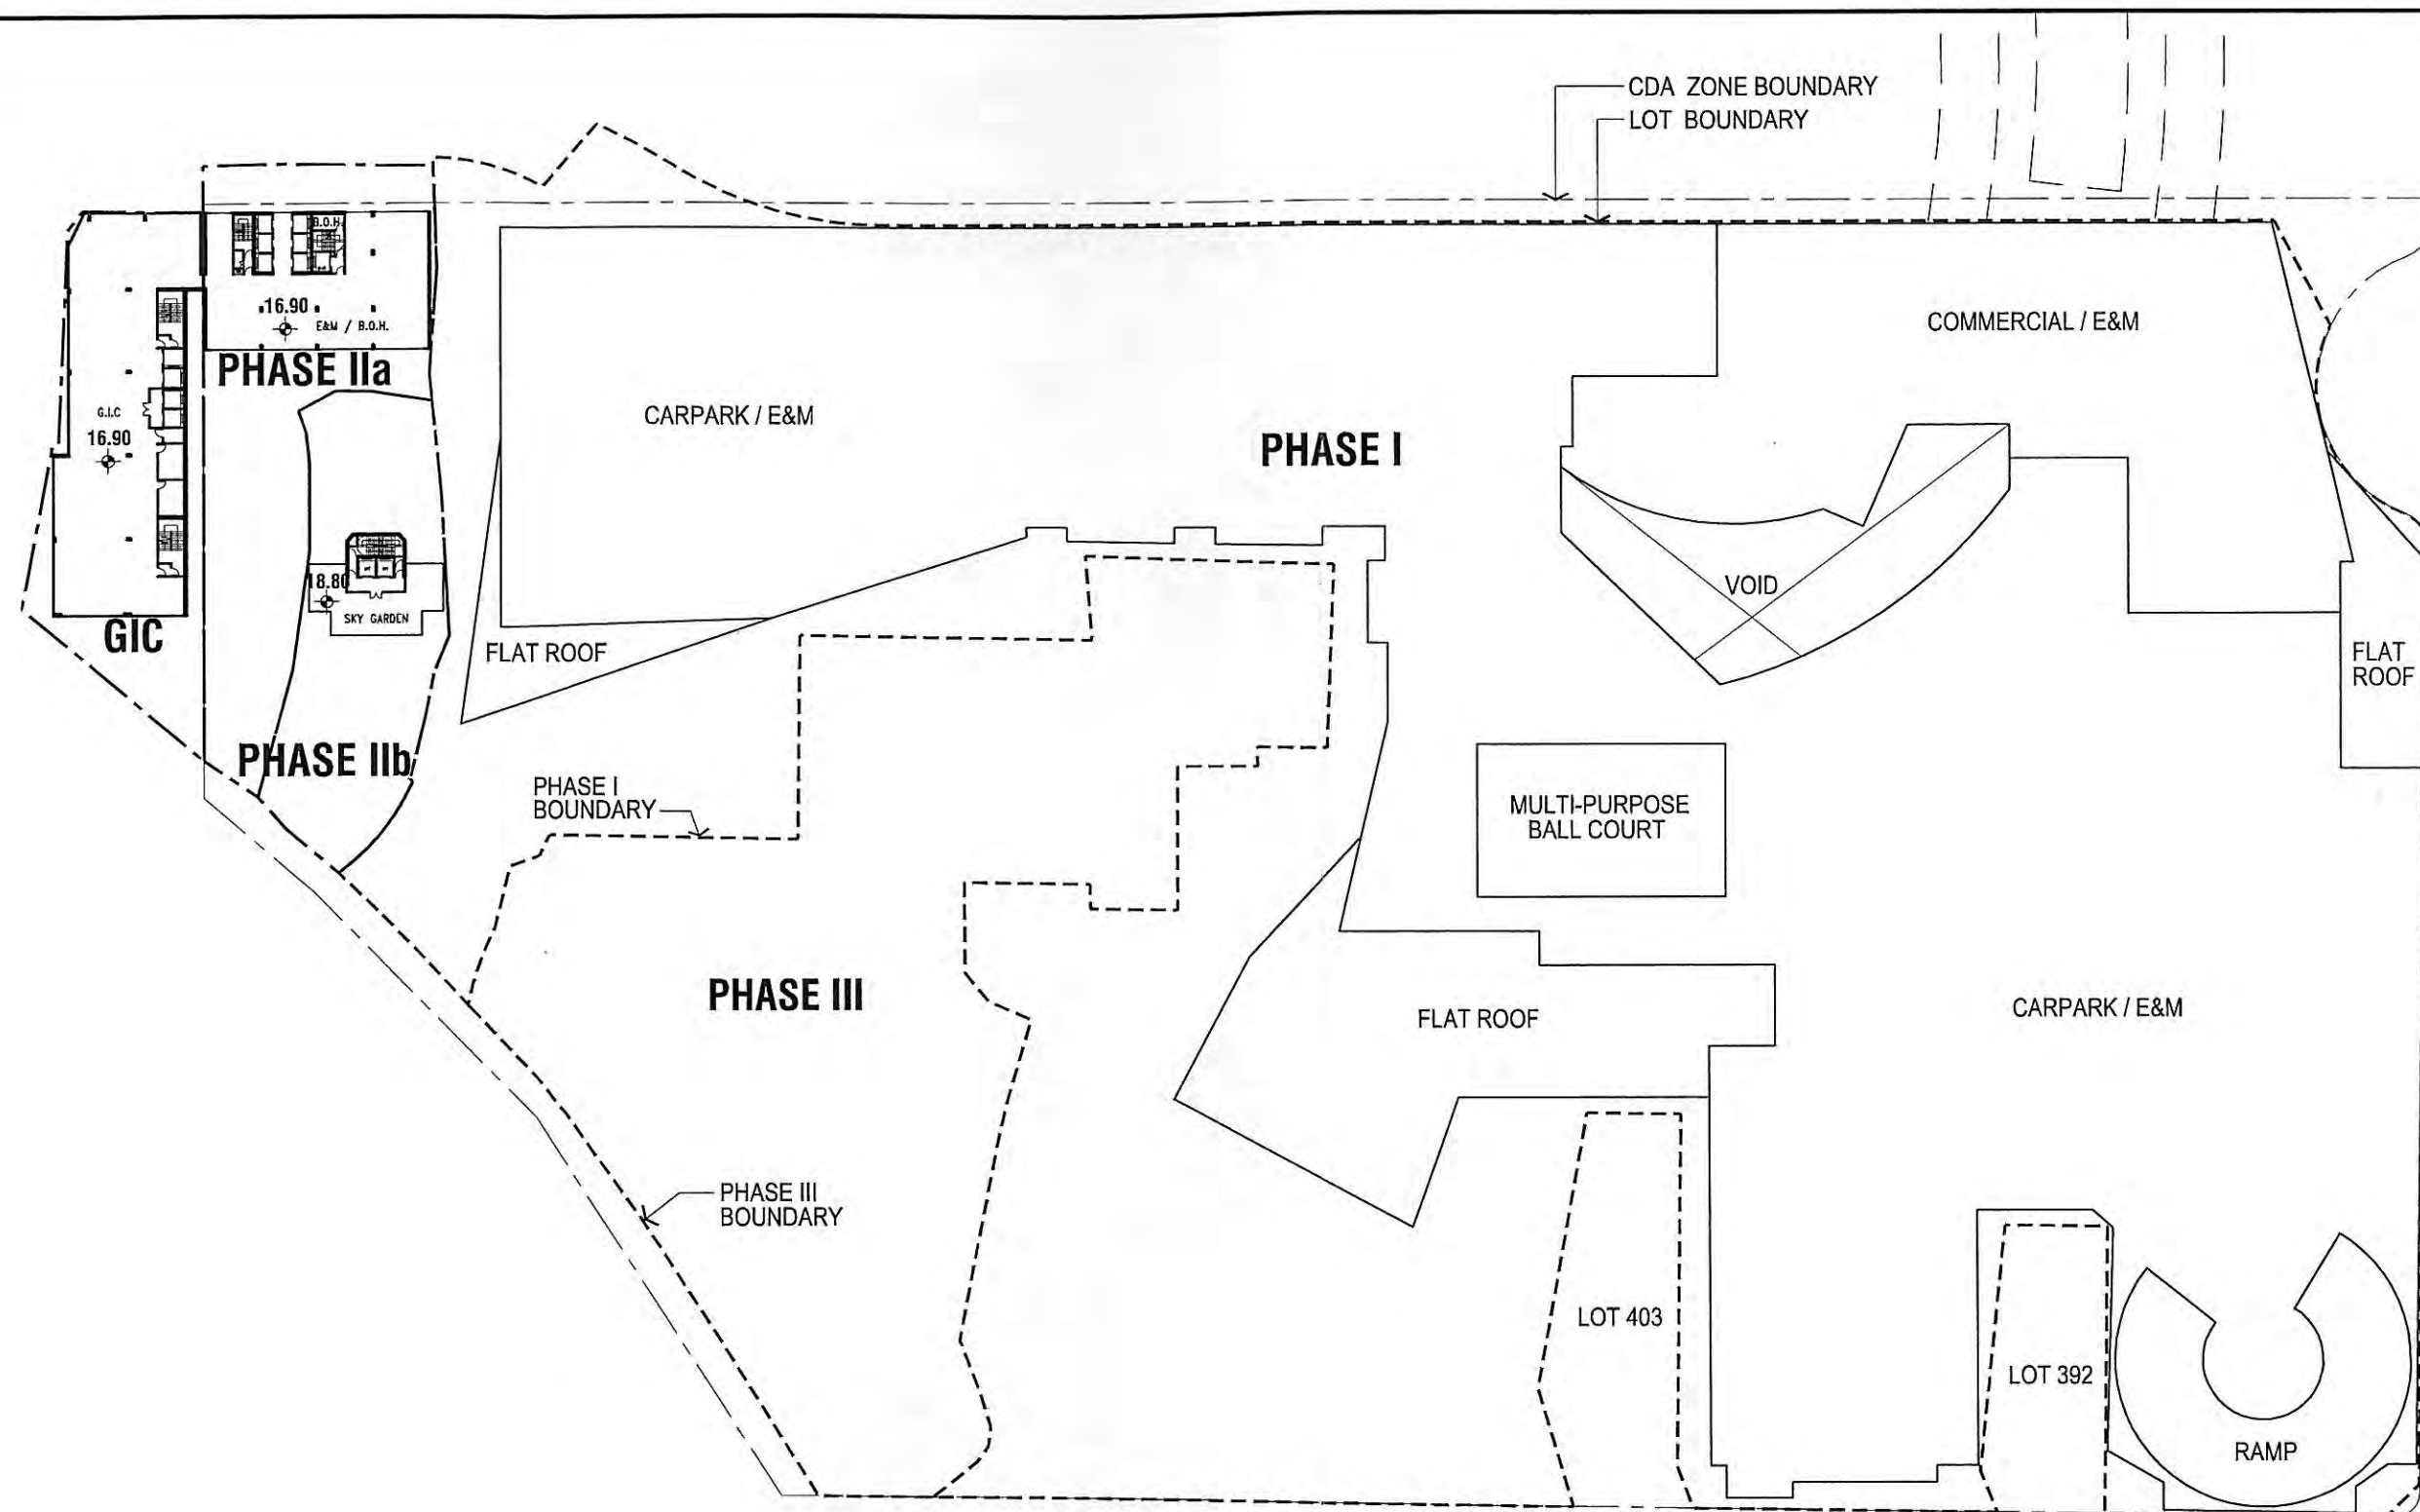 CDA ZONE BOUNDARY
LOT BOUNDARY
B.O.H.
16.90
E&M / B.O.H.
PHASE IIa
COMMERCIAL / E&M
G.I.C
16.90
CARPARK / E&M
PHASE I
18.80
SKY GARDEN
VOID
GIC
FLAT ROOF
FLAT
ROOF
PHASE IIb
PHASE I
BOUNDARY
MULTI-PURPOSE
BALL COURT
PHASE III
FLAT ROOF
CARPARK / E&M
PHASE III
BOUNDARY
LOT 403
LOT 392
RAMP